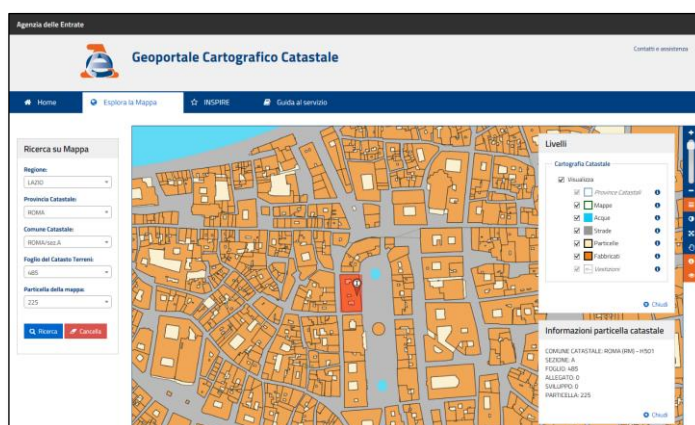 Agenzia delle Entrate
Geoportale Cartografico Catastale
Contatti e assistenza
Home
Esplora la Mappa
INSPIRE
Guida al servizio
Ricerca su Mappa
Regione:
LAZIO
Provincia Catastale:
ROMA
Comune Catastale:
ROMA/sez.A
Foglio del Catasto Terreni:
485
Particella della mappa:
225
Ricerca
Cancella
Livelli
Cartografia Catastale
Visualizza
Province Catastali
Mappe
Acque
Strade
Particelle
Fabbricati
Vestizioni
Chiudi
Informazioni particella catastale
COMUNE CATASTALE: ROMA (RM) - H501
SEZIONE: A
FOGLIO: 485
ALLEGATO: 0
SVILUPPO: 0
PARTICELLA: 225
Chiudi